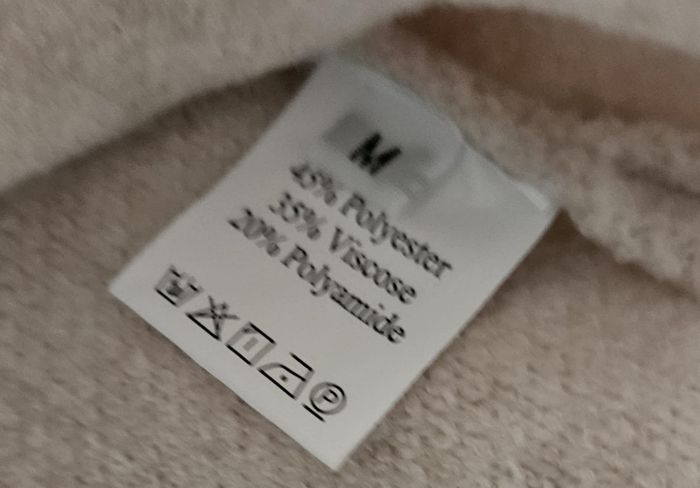 M
45% Polyester
35% Viscose
20% Polyamide
P